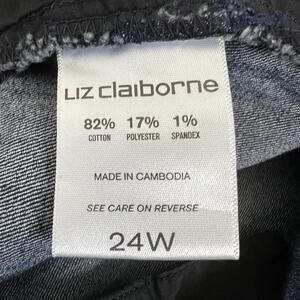 Liz claiborne
82% 17% 1%
COTTON POLYESTER SPANDEX
MADE IN CAMBODIA
SEE CARE ON REVERSE
24W